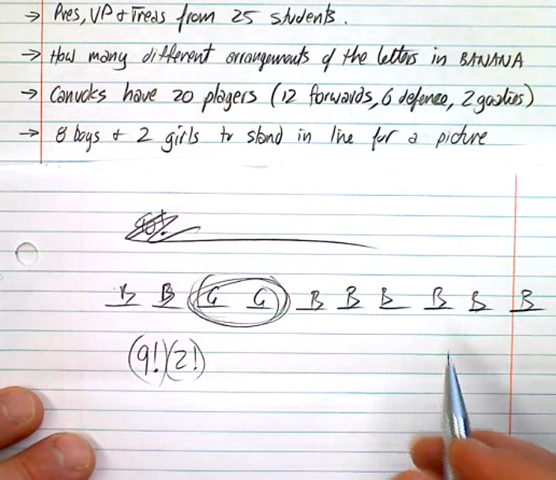 → Pres, VP + Treas from 25 students.
→ How many different arrangements of the letters in BANANA
→ Canucks have 20 players (12 forwards, 6 defence, 2 goalies)
→ 8 boys + 2 girls to stand in line for a picture
B B G G B B B B B B
(9!)(2!)